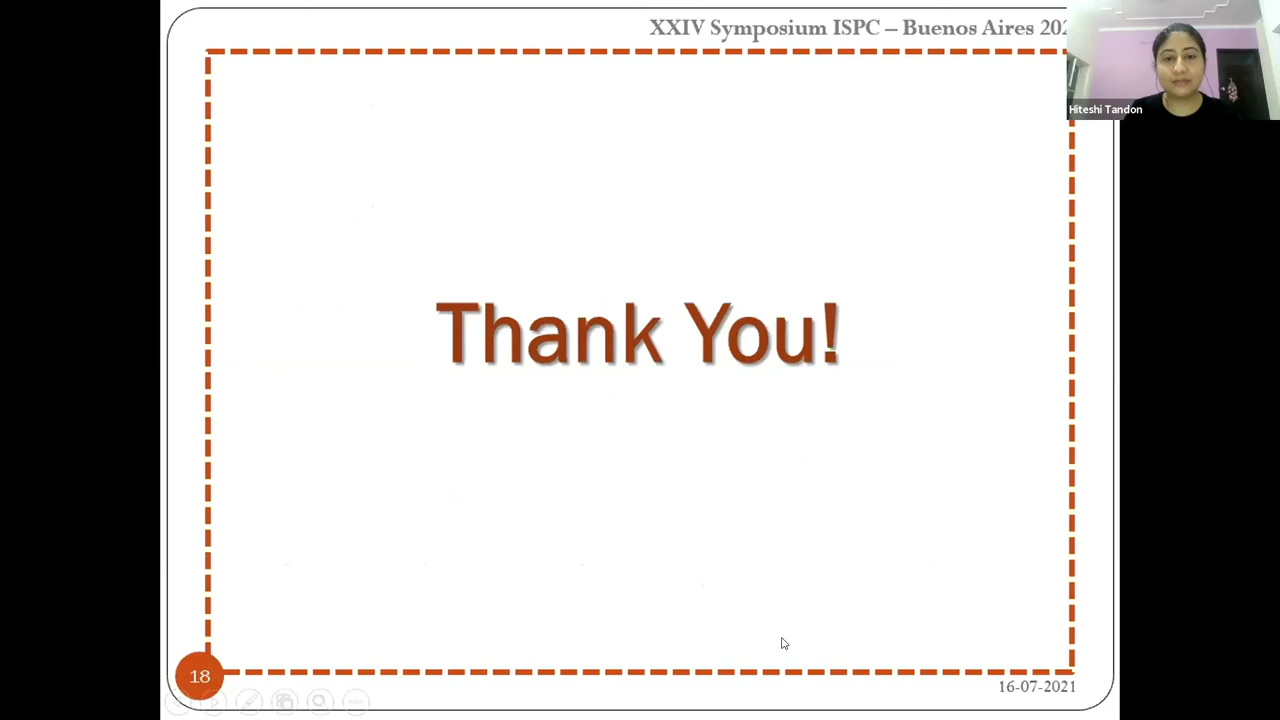 XXIV Symposium ISPC – Buenos Aires 202
Hiteshi Tandon
Thank You!
18
16-07-2021